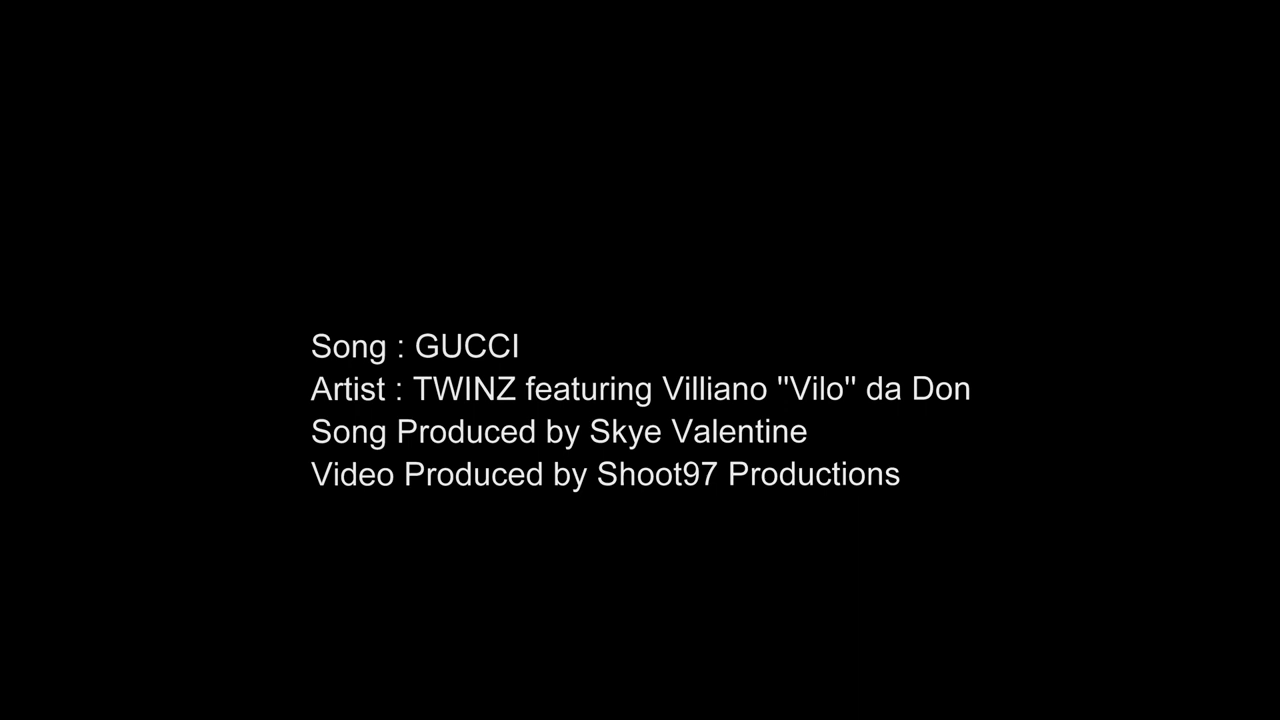 Song : GUCCI
Artist : TWINZ featuring Villiano "Vilo" da Don
Song Produced by Skye Valentine
Video Produced by Shoot97 Productions